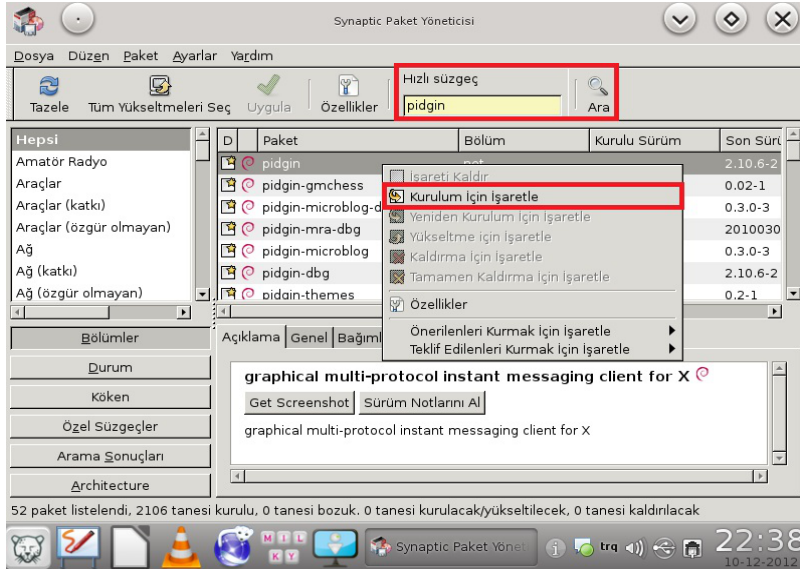 Synaptic Paket Yöneticisi
Dosya Düzen Paket Ayarlar Yardım
Tazele Tüm Yükseltmeleri Seç Uygula Özellikler
Hızlı süzgeç
pidgin
Ara
Hepsi
Amatör Radyo
Araçlar
Araçlar (katkı)
Araçlar (özgür olmayan)
Ağ
Ağ (katkı)
Ağ (özgür olmayan)
D Paket Bölüm Kurulu Sürüm Son Sürü
pidgin net 2.10.6-2
pidgin-gmchess 0.02-1
pidgin-microblog-d 0.3.0-3
pidgin-mra-dbg 2010030
pidgin-microblog 0.3.0-3
pidgin-dbg 2.10.6-2
pidgin-themes 0.2-1
İşareti Kaldır
Kurulum İçin İşaretle
Yeniden Kurulum İçin İşaretle
Yükseltme için İşaretle
Kaldırma İçin İşaretle
Tamamen Kaldırma İçin İşaretle
Özellikler
Önerilenleri Kurmak İçin İşaretle
Teklif Edilenleri Kurmak İçin İşaretle
Bölümler
Durum
Köken
Özel Süzgeçler
Arama Sonuçları
Architecture
Açıklama Genel Bağıml
graphical multi-protocol instant messaging client for X
Get Screenshot Sürüm Notlarını Al
graphical multi-protocol instant messaging client for X
52 paket listelendi, 2106 tanesi kurulu, 0 tanesi bozuk. 0 tanesi kurulacak/yükseltilecek, 0 tanesi kaldırılacak
M I L
K Y
Synaptic Paket Yönet
trq
22:38
10-12-2012